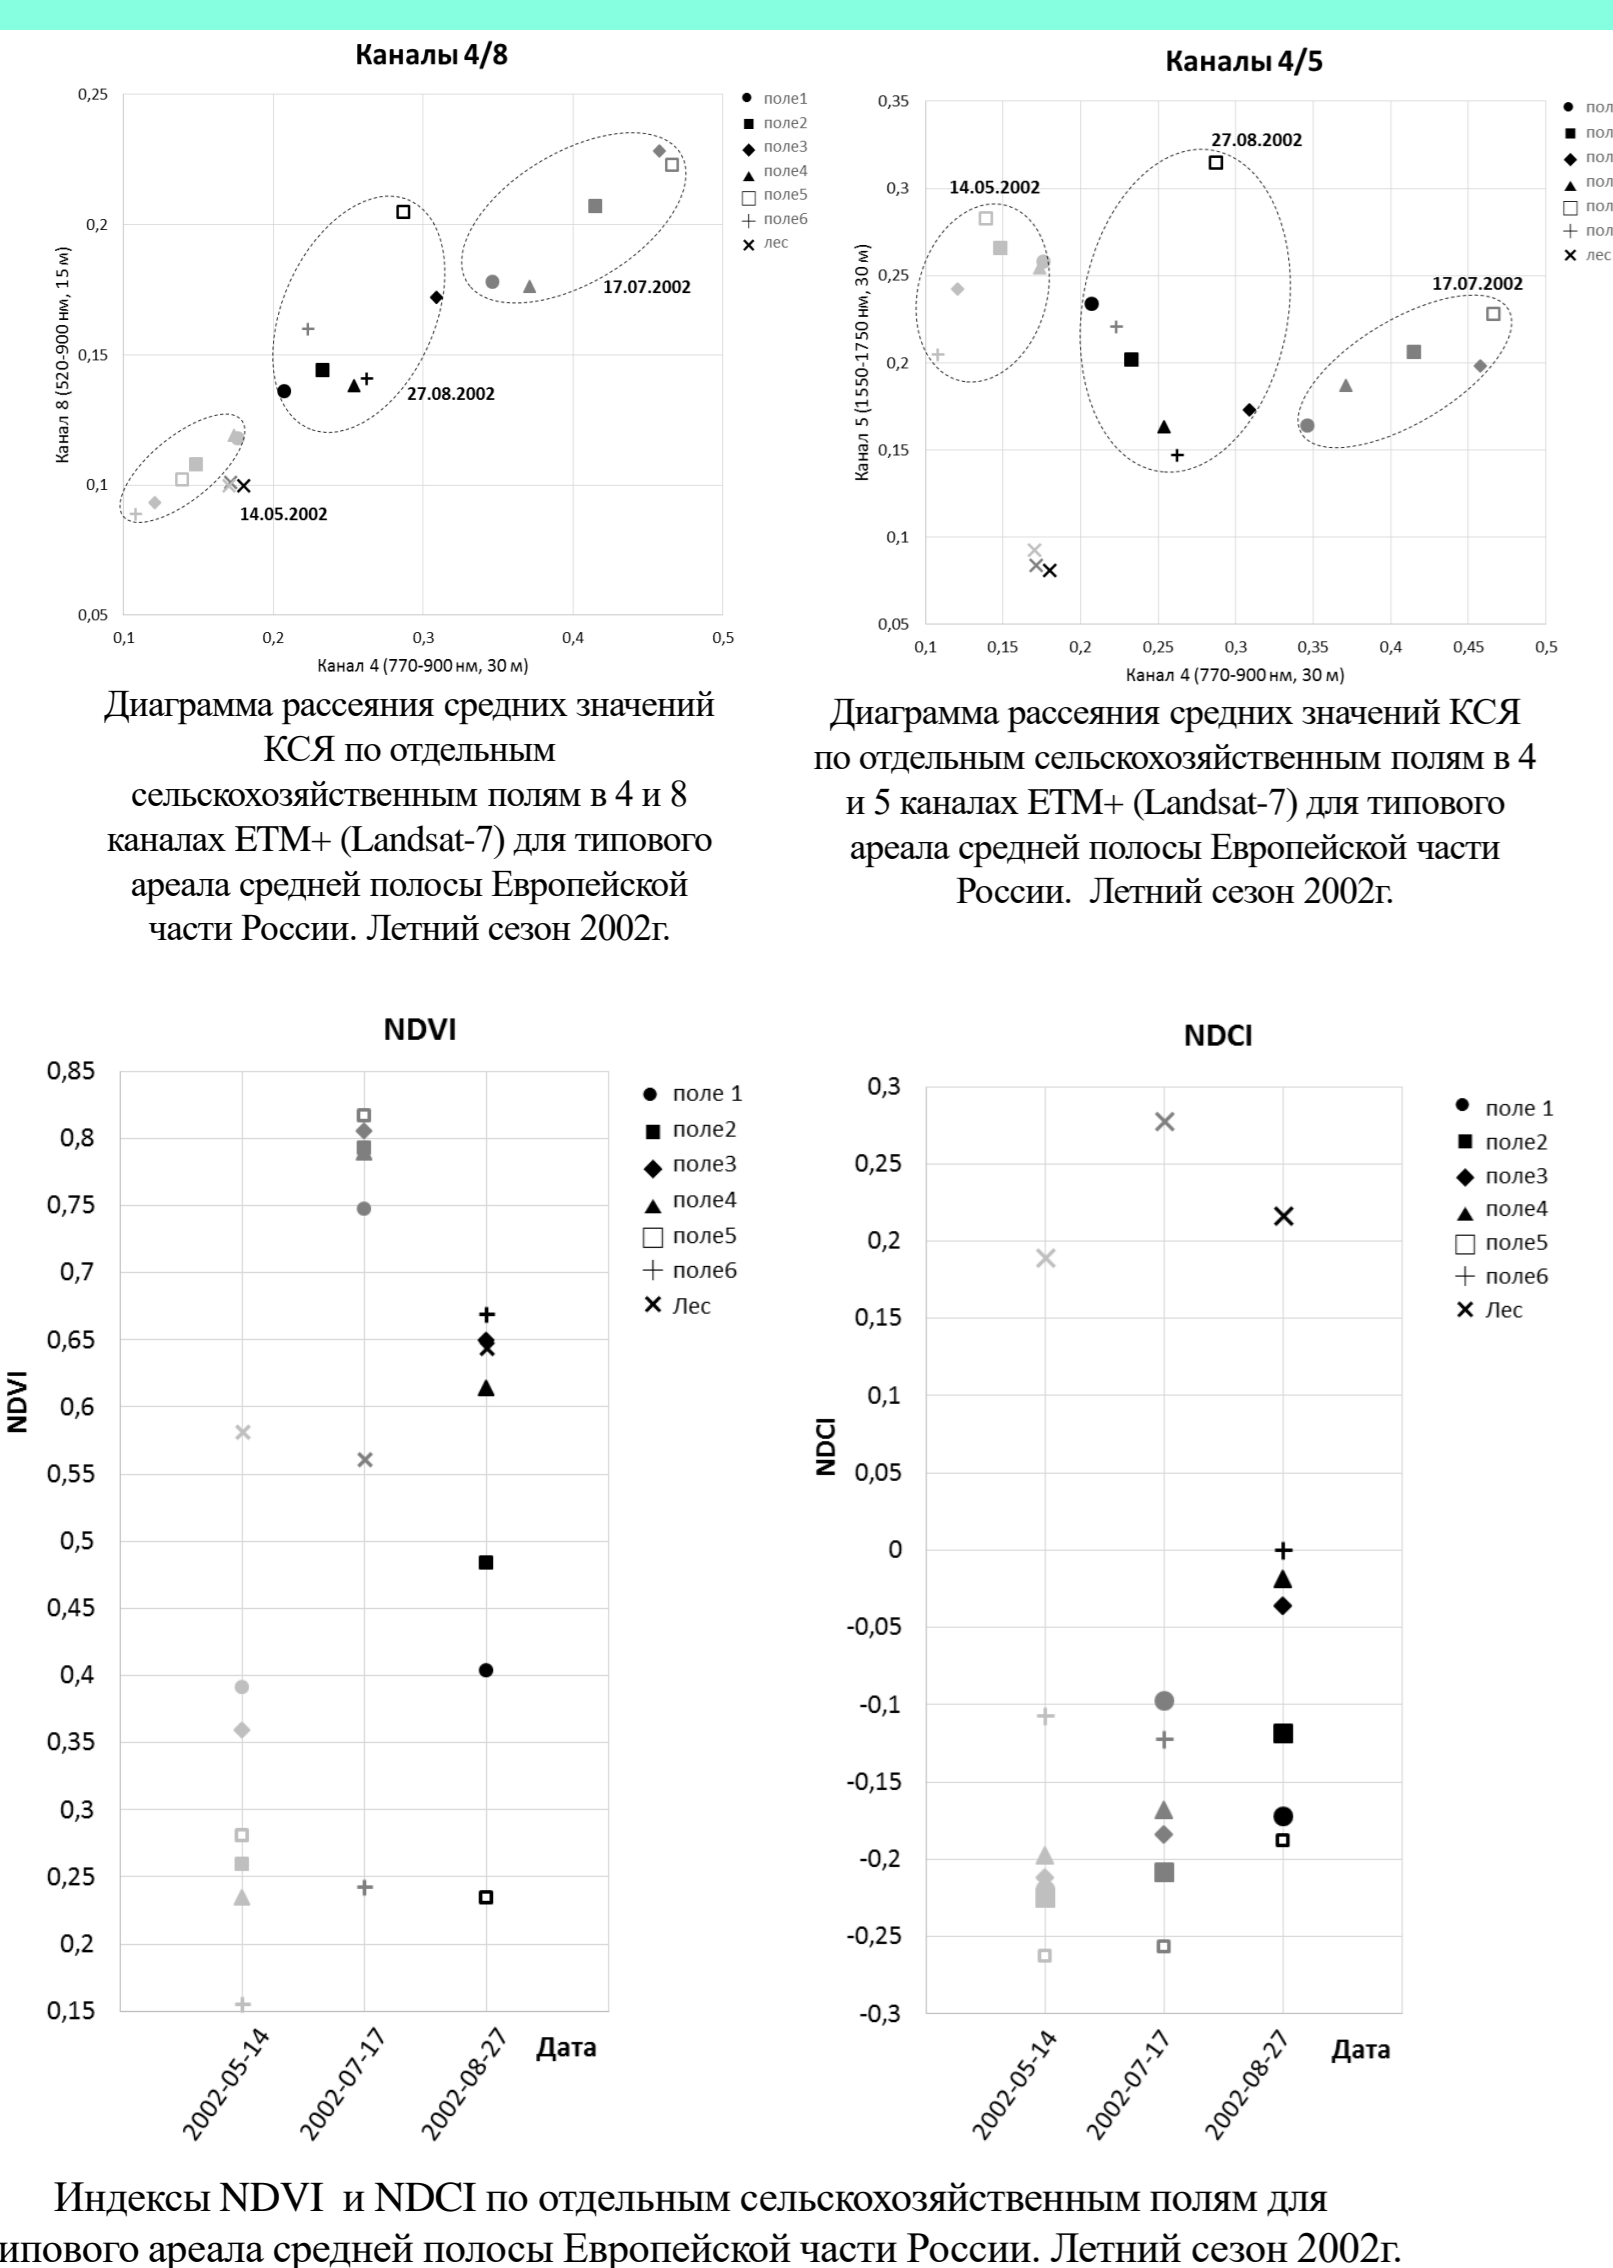 Каналы 4/8
0,25
0,2
0,15
0,1
0,05
0,1
0,2
0,3
0,4
0,5
Канал 8 (520-900 нм, 15 м)
Канал 4 (770-900 нм, 30 м)
27.08.2002
17.07.2002
14.05.2002
поле1
поле2
поле3
поле4
поле5
поле6
лес
Диаграмма рассеяния средних значений
КСЯ по отдельным
сельскохозяйственным полям в 4 и 8
каналах ETM+ (Landsat-7) для типового
ареала средней полосы Европейской
части России. Летний сезон 2002г.
Каналы 4/5
0,35
0,3
0,25
0,2
0,15
0,1
0,05
0,1
0,15
0,2
0,25
0,3
0,35
0,4
0,45
0,5
Канал 5 (1550-1750 нм, 30 м)
Канал 4 (770-900 нм, 30 м)
27.08.2002
14.05.2002
17.07.2002
пол
пол
пол
пол
пол
пол
лес
Диаграмма рассеяния средних значений КСЯ
по отдельным сельскохозяйственным полям в 4
и 5 каналах ETM+ (Landsat-7) для типового
ареала средней полосы Европейской части
России. Летний сезон 2002г.
NDVI
0,85
0,8
0,75
0,7
0,65
0,6
0,55
0,5
0,45
0,4
0,35
0,3
0,25
0,2
0,15
NDVI
2002-05-14
2002-07-17
2002-08-27
Дата
поле 1
поле2
поле3
поле4
поле5
поле6
Лес
NDCI
0,3
0,25
0,2
0,15
0,1
0,05
0
-0,05
-0,1
-0,15
-0,2
-0,25
-0,3
NDCI
2002-05-14
2002-07-17
2002-08-27
Дата
поле 1
поле2
поле3
поле4
поле5
поле6
Лес
Индексы NDVI и NDCI по отдельным сельскохозяйственным полям для
ипового ареала средней полосы Европейской части России. Летний сезон 2002г.